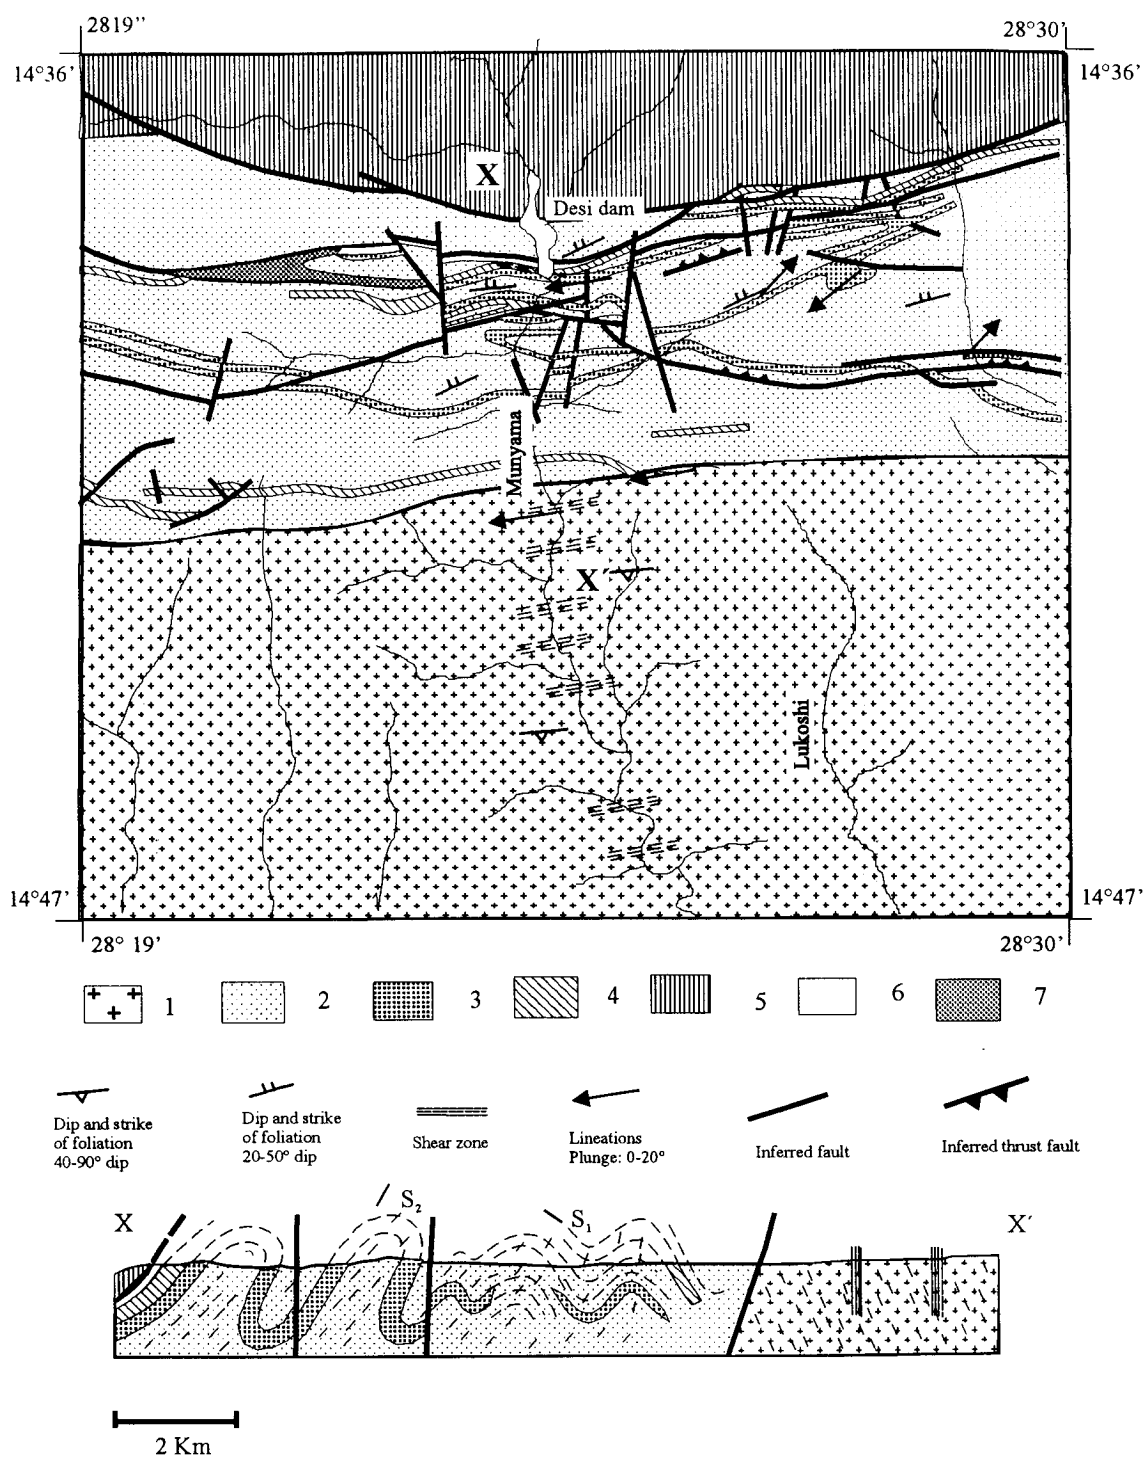 2819''
28°30'
14°36'
14°36'
X
Desi dam
Munyama
X´
Lukoshi
14°47'
14°47'
28° 19'
28°30'
1
2
3
4
5
6
7
Dip and strike
of foliation
40-90° dip
Dip and strike
of foliation
20-50° dip
Shear zone
Lineations
Plunge: 0-20°
Inferred fault
Inferred thrust fault
X
S₂
S₁
X´
2 Km